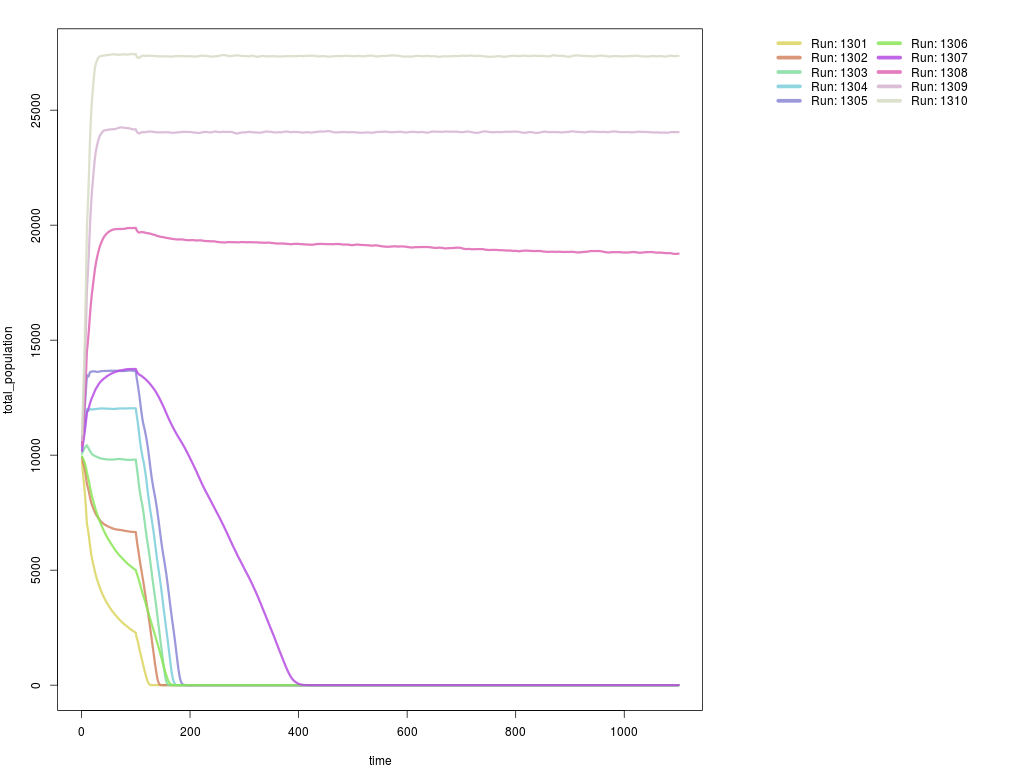 total_population
25000
20000
15000
10000
5000
0
0 200 400 600 800 1000
time
Run: 1301 Run: 1306
Run: 1302 Run: 1307
Run: 1303 Run: 1308
Run: 1304 Run: 1309
Run: 1305 Run: 1310